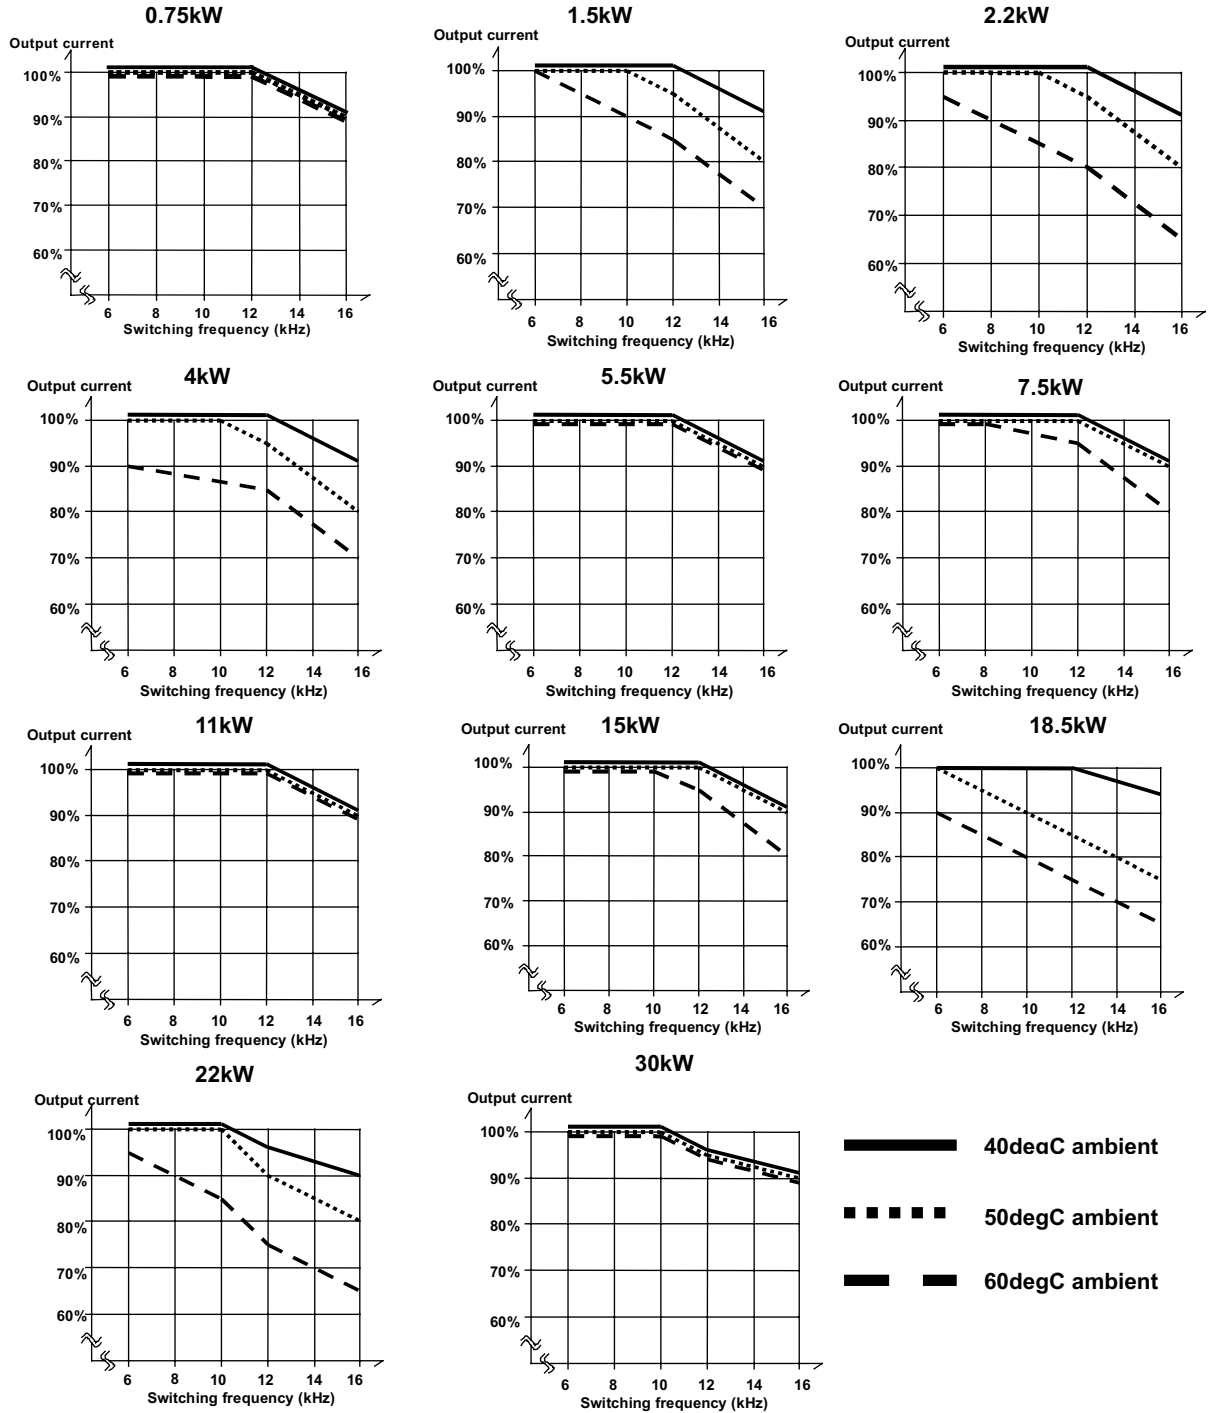 0.75kW
Output current
100%
90%
80%
70%
60%
6 8 10 12 14 16
Switching frequency (kHz)
1.5kW
Output current
100%
90%
80%
70%
60%
6 8 10 12 14 16
Switching frequency (kHz)
2.2kW
Output current
100%
90%
80%
70%
60%
6 8 10 12 14 16
Switching frequency (kHz)
4kW
Output current
100%
90%
80%
70%
60%
6 8 10 12 14 16
Switching frequency (kHz)
5.5kW
Output current
100%
90%
80%
70%
60%
6 8 10 12 14 16
Switching frequency (kHz)
7.5kW
Output current
100%
90%
80%
70%
60%
6 8 10 12 14 16
Switching frequency (kHz)
11kW
Output current
100%
90%
80%
70%
60%
6 8 10 12 14 16
Switching frequency (kHz)
15kW
Output current
100%
90%
80%
70%
60%
6 8 10 12 14 16
Switching frequency (kHz)
18.5kW
Output current
100%
90%
80%
70%
60%
6 8 10 12 14 16
Switching frequency (kHz)
22kW
Output current
100%
90%
80%
70%
60%
6 8 10 12 14 16
Switching frequency (kHz)
30kW
Output current
100%
90%
80%
70%
60%
6 8 10 12 14 16
Switching frequency (kHz)
40degC ambient
50degC ambient
60degC ambient